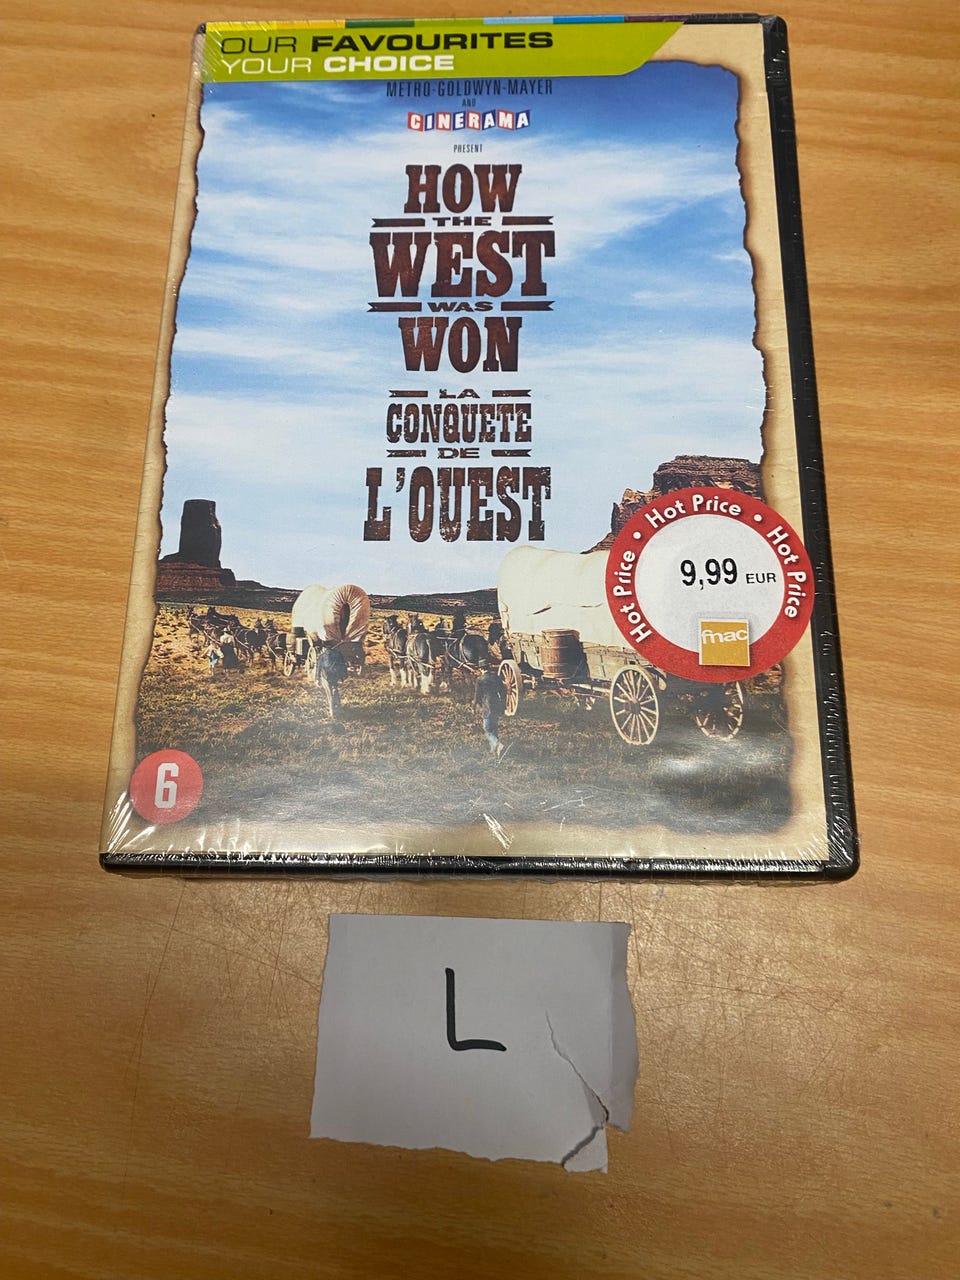 OUR FAVOURITES
YOUR CHOICE
METRO-GOLDWYN-MAYER
AND
CINERAMA
PRESENT
HOW
THE
WEST
WAS
WON
LA
CONQUETE
DE
L'OUEST
Hot Price • Hot Price • Hot Price
9,99 EUR
fnac
6
L